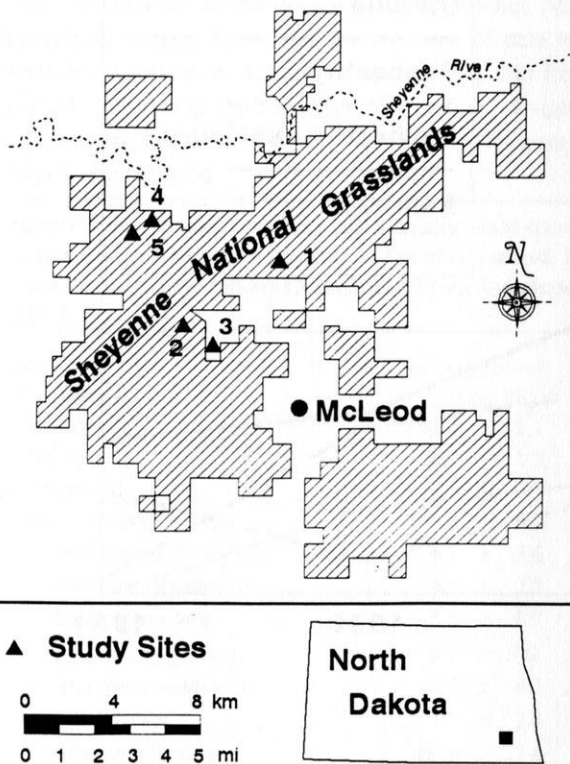 Sheyenne River
Sheyenne National Grasslands
4
5
1
N
2
3
McLeod
Study Sites
0 4 8 km
0 1 2 3 4 5 mi
North
Dakota